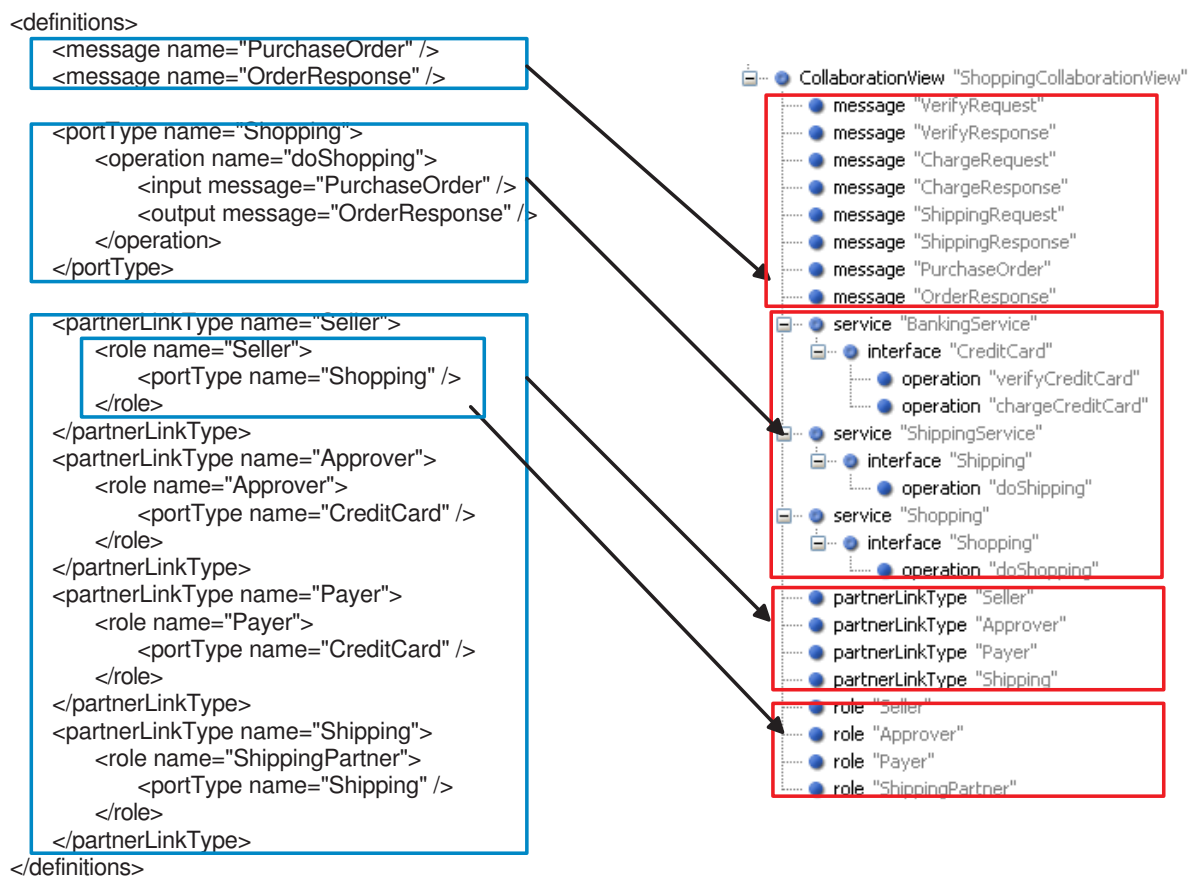 <definitions>
<message name="PurchaseOrder" />
<message name="OrderResponse" />
<portType name="Shopping">
<operation name="doShopping">
<input message="PurchaseOrder" />
<output message="OrderResponse" />
</operation>
</portType>
<partnerLinkType name="Seller">
<role name="Seller">
<portType name="Shopping" />
</role>
</partnerLinkType>
<partnerLinkType name="Approver">
<role name="Approver">
<portType name="CreditCard" />
</role>
</partnerLinkType>
<partnerLinkType name="Payer">
<role name="Payer">
<portType name="CreditCard" />
</role>
</partnerLinkType>
<partnerLinkType name="Shipping">
<role name="ShippingPartner">
<portType name="Shipping" />
</role>
</partnerLinkType>
</definitions>
CollaborationView "ShoppingCollaborationView"
message "VerifyRequest"
message "VerifyResponse"
message "ChargeRequest"
message "ChargeResponse"
message "ShippingRequest"
message "ShippingResponse"
message "PurchaseOrder"
message "OrderResponse"
service "BankingService"
interface "CreditCard"
operation "verifyCreditCard"
operation "chargeCreditCard"
service "ShippingService"
interface "Shipping"
operation "doShipping"
service "Shopping"
interface "Shopping"
operation "doShopping"
partnerLinkType "Seller"
partnerLinkType "Approver"
partnerLinkType "Payer"
partnerLinkType "Shipping"
role "Seller"
role "Approver"
role "Payer"
role "ShippingPartner"